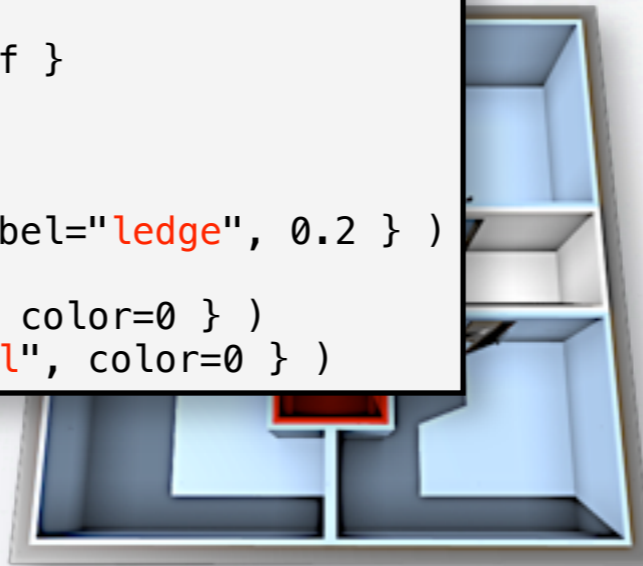 f }
bel="ledge", 0.2 } )
color=0 } )
l", color=0 } )